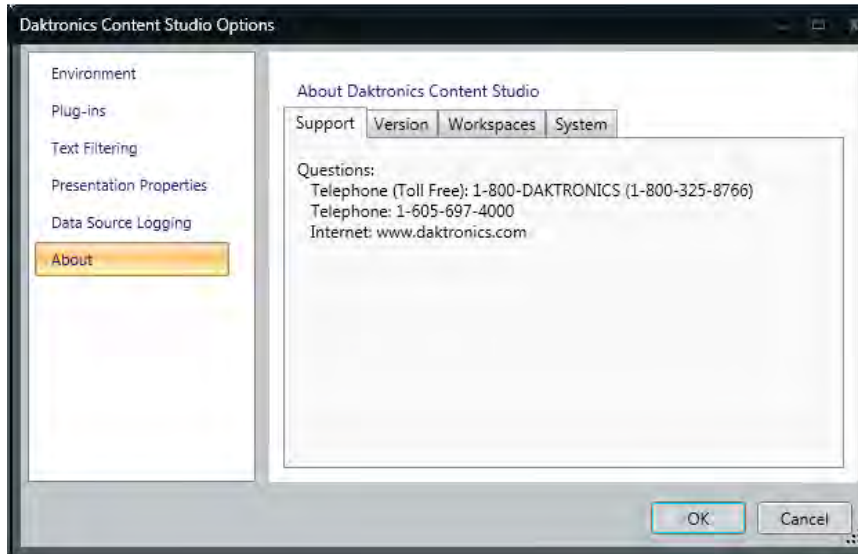 Daktronics Content Studio Options
Environment
Plug-ins
Text Filtering
Presentation Properties
Data Source Logging
About
About Daktronics Content Studio
Support Version Workspaces System
Questions:
Telephone (Toll Free): 1-800-DAKTRONICS (1-800-325-8766)
Telephone: 1-605-697-4000
Internet: www.daktronics.com
OK Cancel